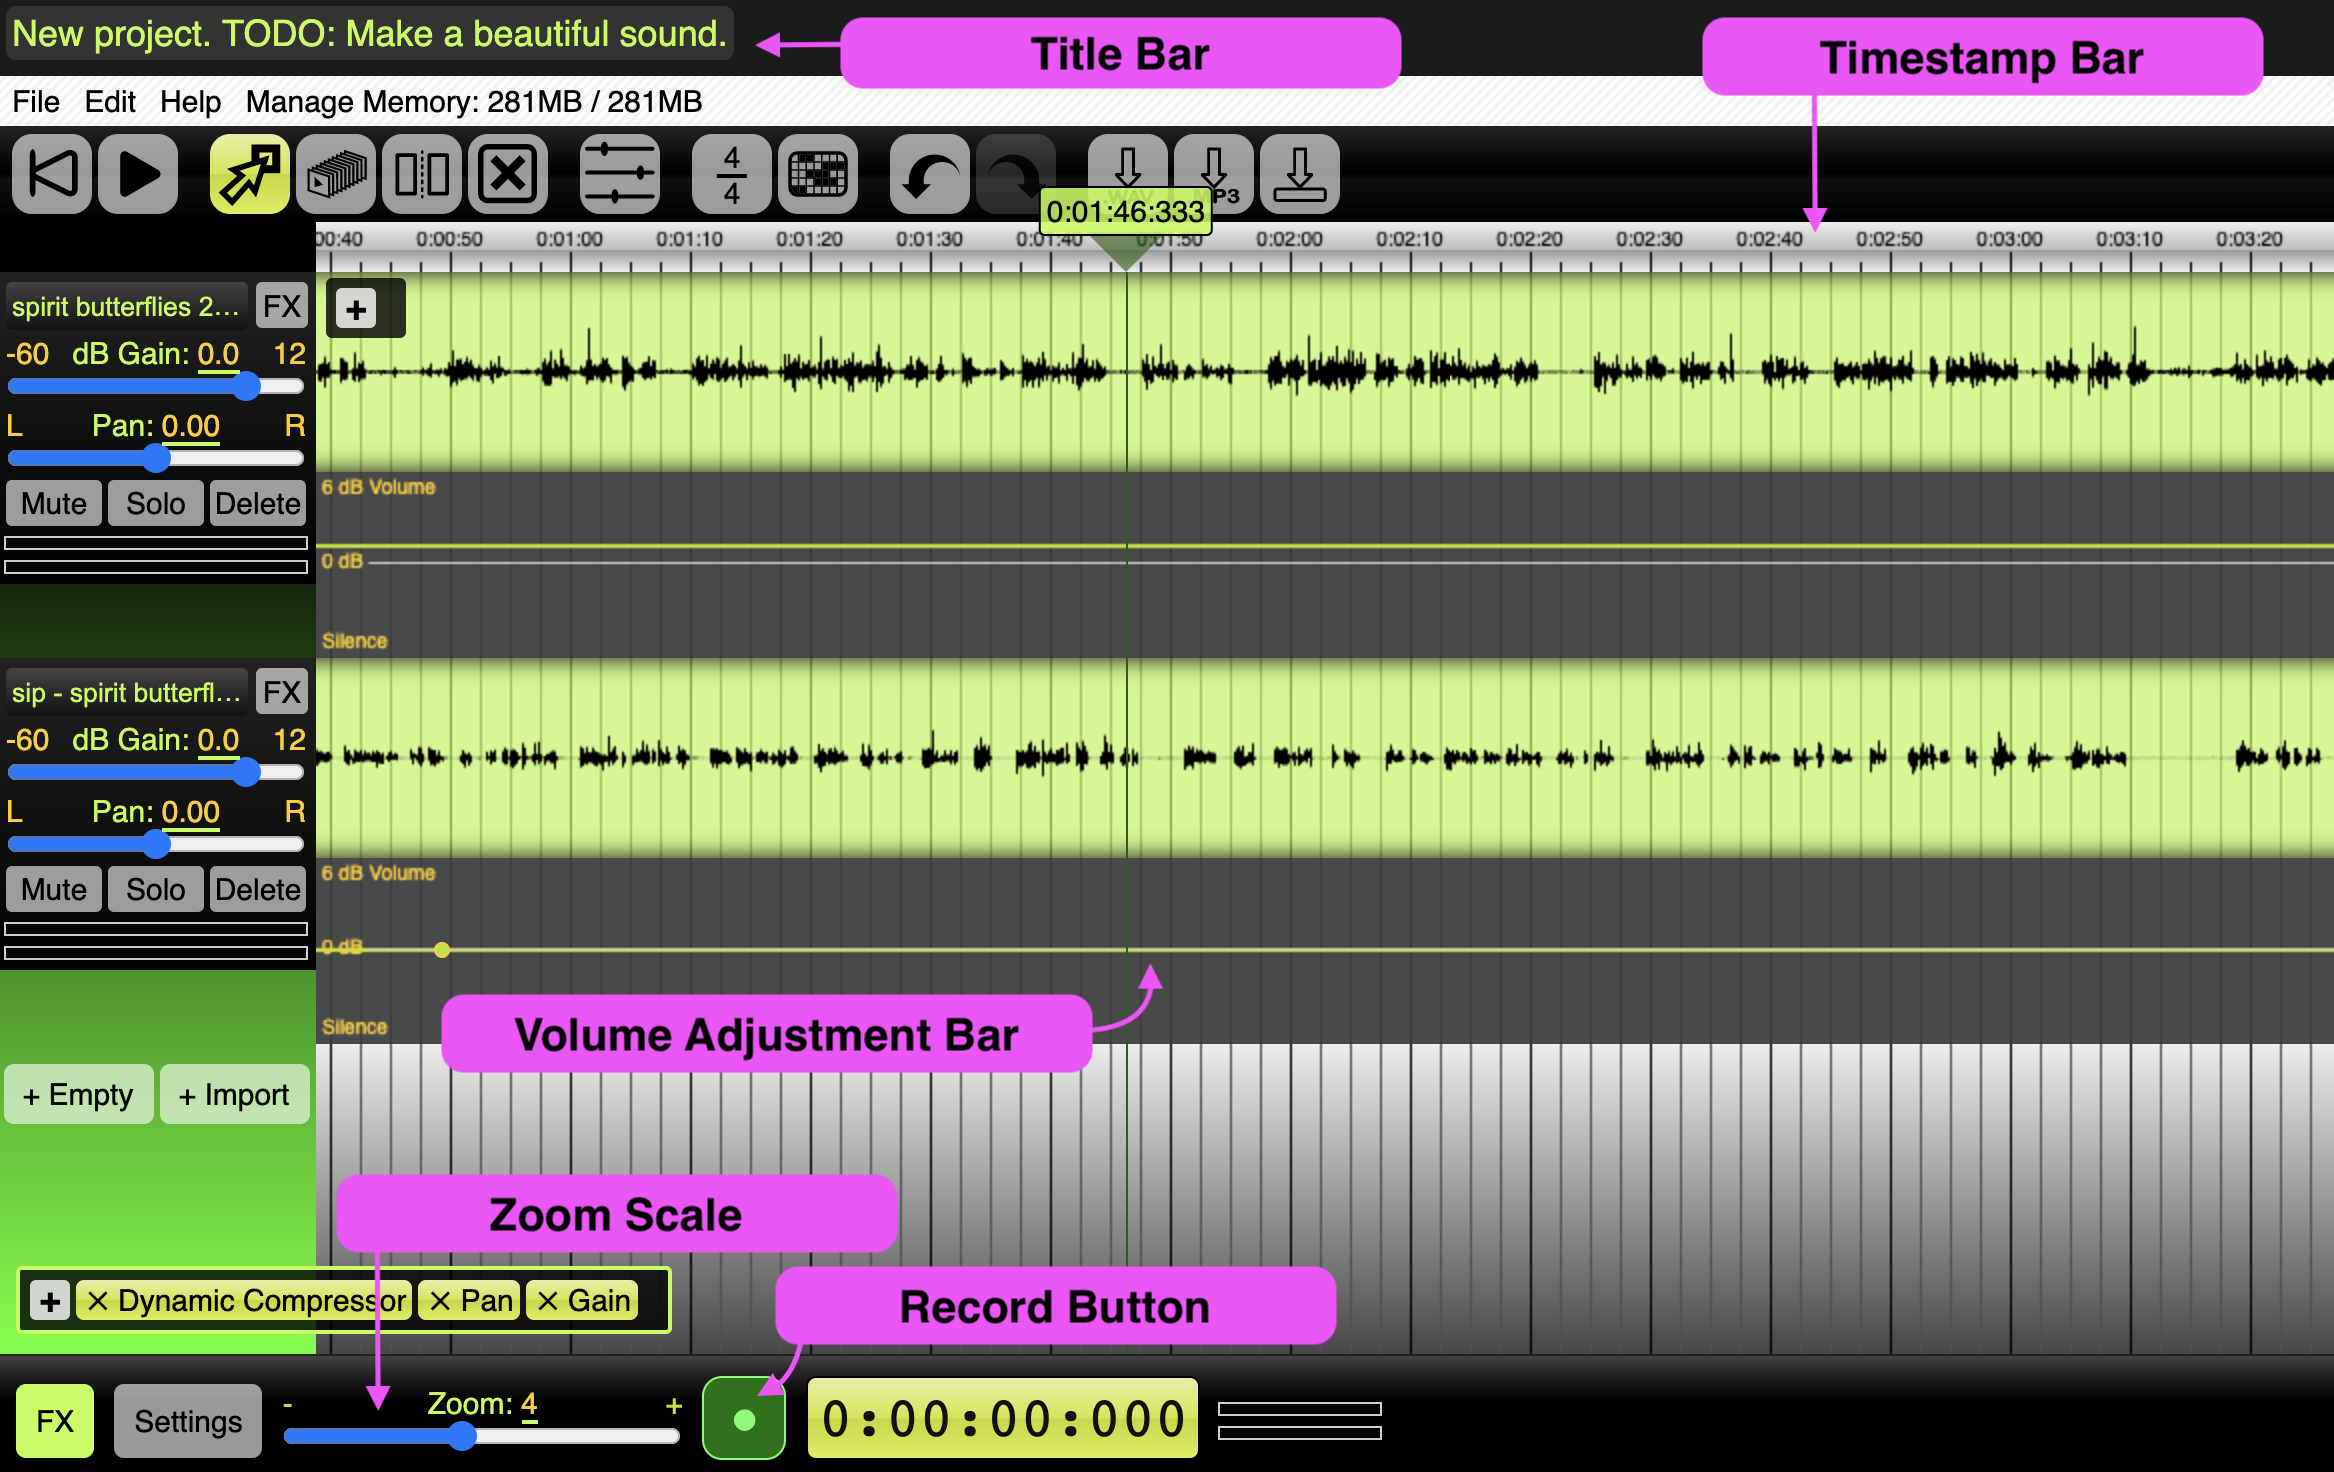 New project. TODO: Make a beautiful sound.
Title Bar
Timestamp Bar
File Edit Help Manage Memory: 281MB / 281MB
4
4
WAV
MP3
0:01:46:333
00:40 0:00:50 0:01:00 0:01:10 0:01:20 0:01:30 0:01:40 0:01:50 0:02:00 0:02:10 0:02:20 0:02:30 0:02:40 0:02:50 0:03:00 0:03:10 0:03:20
spirit butterflies 2... FX
+
-60 dB Gain: 0.0 12
L Pan: 0.00 R
Mute Solo Delete
6 dB Volume
0 dB
Silence
sip - spirit butterfl... FX
-60 dB Gain: 0.0 12
L Pan: 0.00 R
Mute Solo Delete
6 dB Volume
0 dB
Silence
Volume Adjustment Bar
+ Empty + Import
Zoom Scale
+ × Dynamic Compressor × Pan × Gain
Record Button
FX Settings - Zoom: 4 + 0:00:00:000